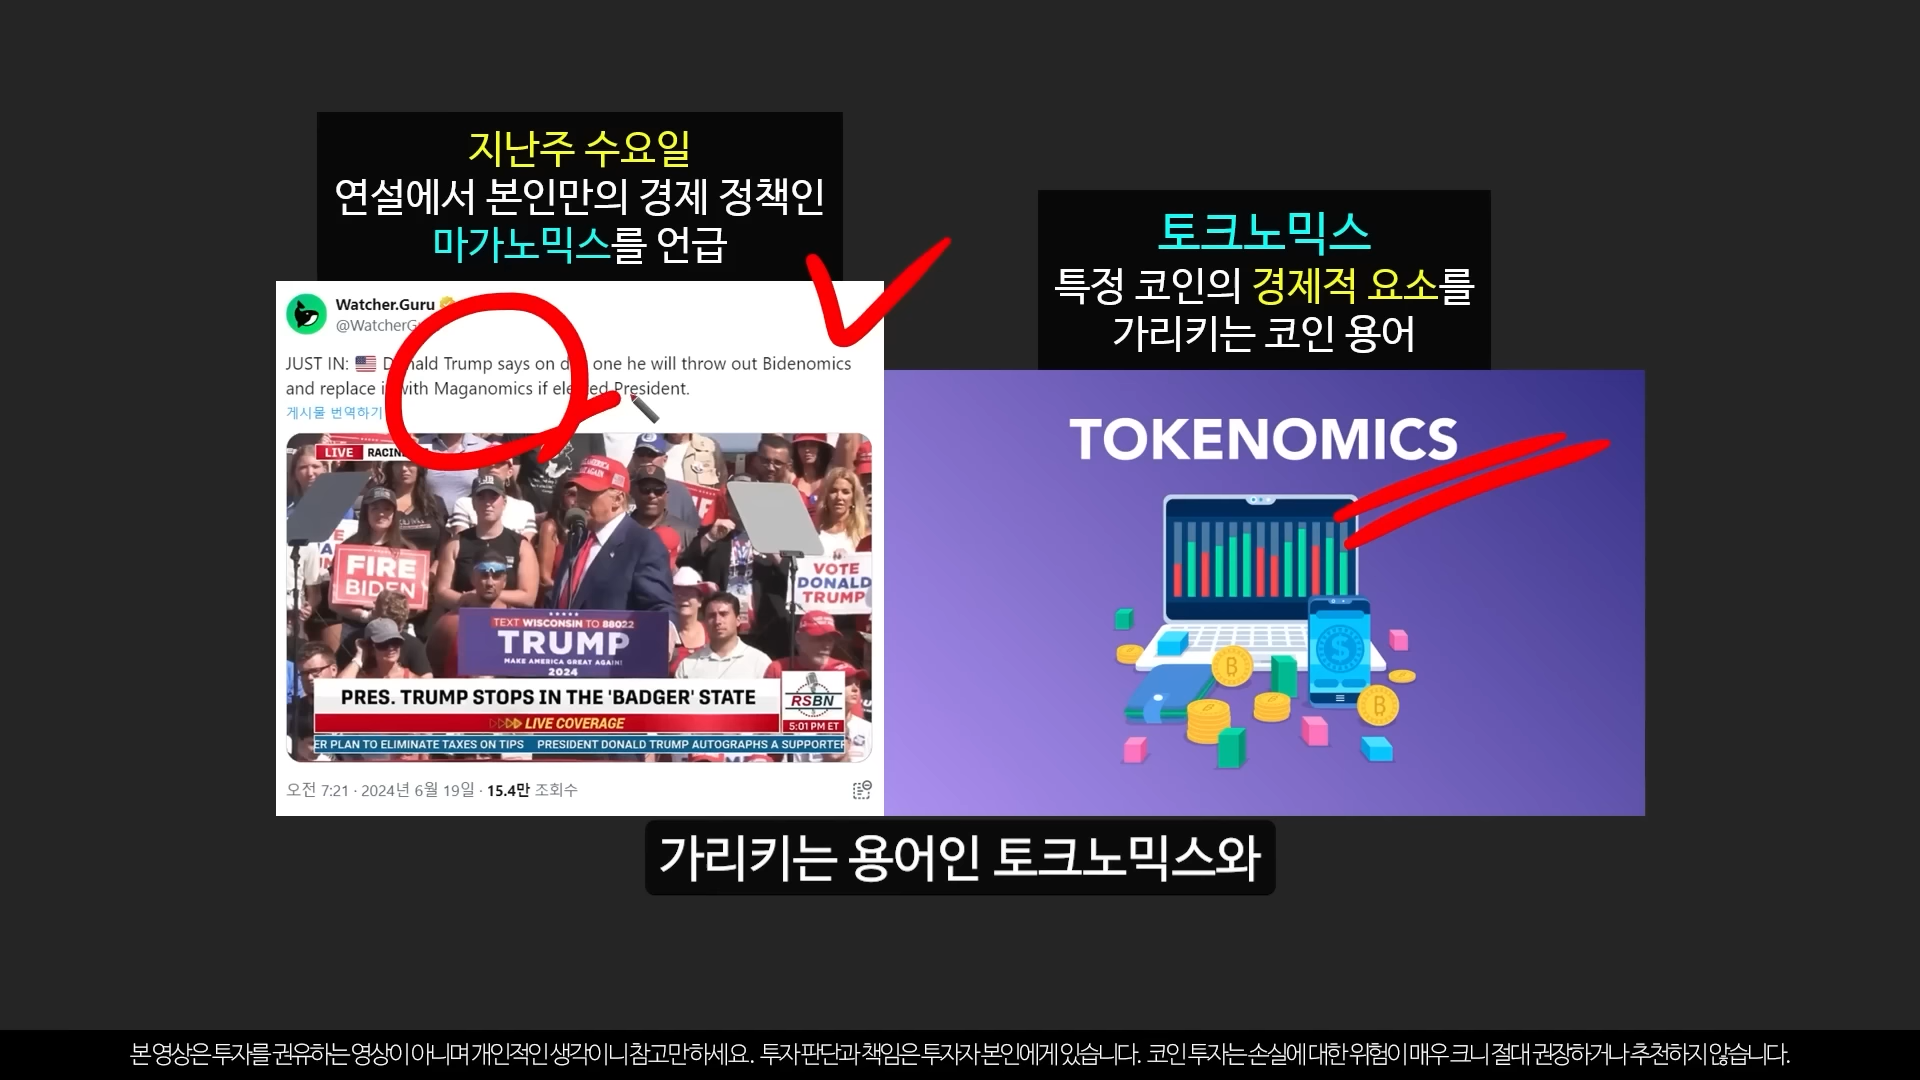 지난주 수요일
연설에서 본인만의 경제 정책인
마가노믹스를 언급
토크노믹스
특정 코인의 경제적 요소를
가리키는 코인 용어
Watcher.Guru
JUST IN: 🇺🇸 Donald Trump says on one he will throw out Bidenomics
and replace with Maganomics if elected President.
게시물 번역하기
LIVE
FIRE
BIDEN
VOTE
DONALD
TRUMP
TEXT WISCONSIN TO 88022
TRUMP
MAKE AMERICA GREAT AGAIN!
2024
PRES. TRUMP STOPS IN THE 'BADGER' STATE
LIVE COVERAGE
RSBN
5:01 PM ET
ER PLAN TO ELIMINATE TAXES ON TIPS PRESIDENT DONALD TRUMP AUTOGRAPHS A SUPPORTER
오전 7:21 · 2024년 6월 19일 · 15.4만 조회수
TOKENOMICS
가리키는 용어인 토크노믹스와
본 영상은 투자를 권유하는 영상이 아니며 개인적인 생각이니 참고만 하세요. 투자 판단과 책임은 투자자 본인에게 있습니다. 코인 투자는 손실에 대한 위험이 매우 크니 절대 권장하거나 추천하지 않습니다.